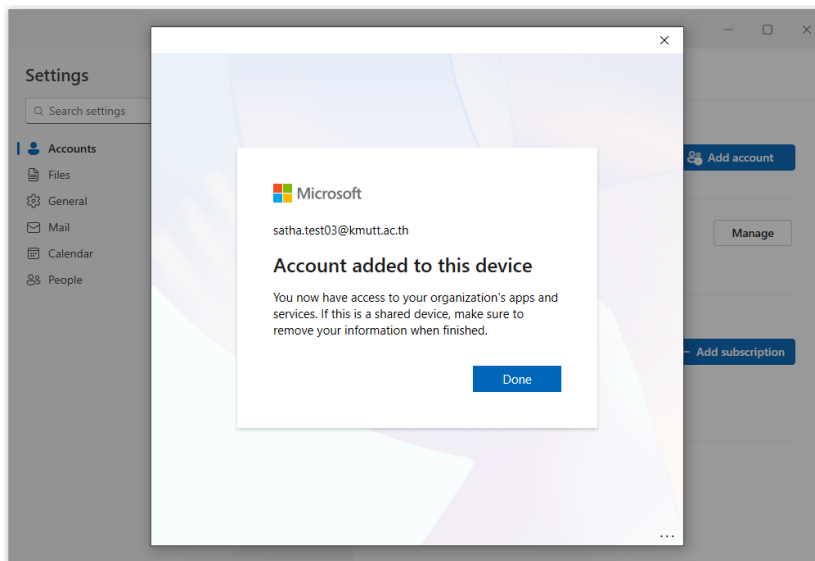 Settings
Search settings
Accounts
Files
General
Mail
Calendar
People
Add account
Manage
Add subscription
Microsoft
satha.test03@kmutt.ac.th
Account added to this device
You now have access to your organization's apps and
services. If this is a shared device, make sure to
remove your information when finished.
Done